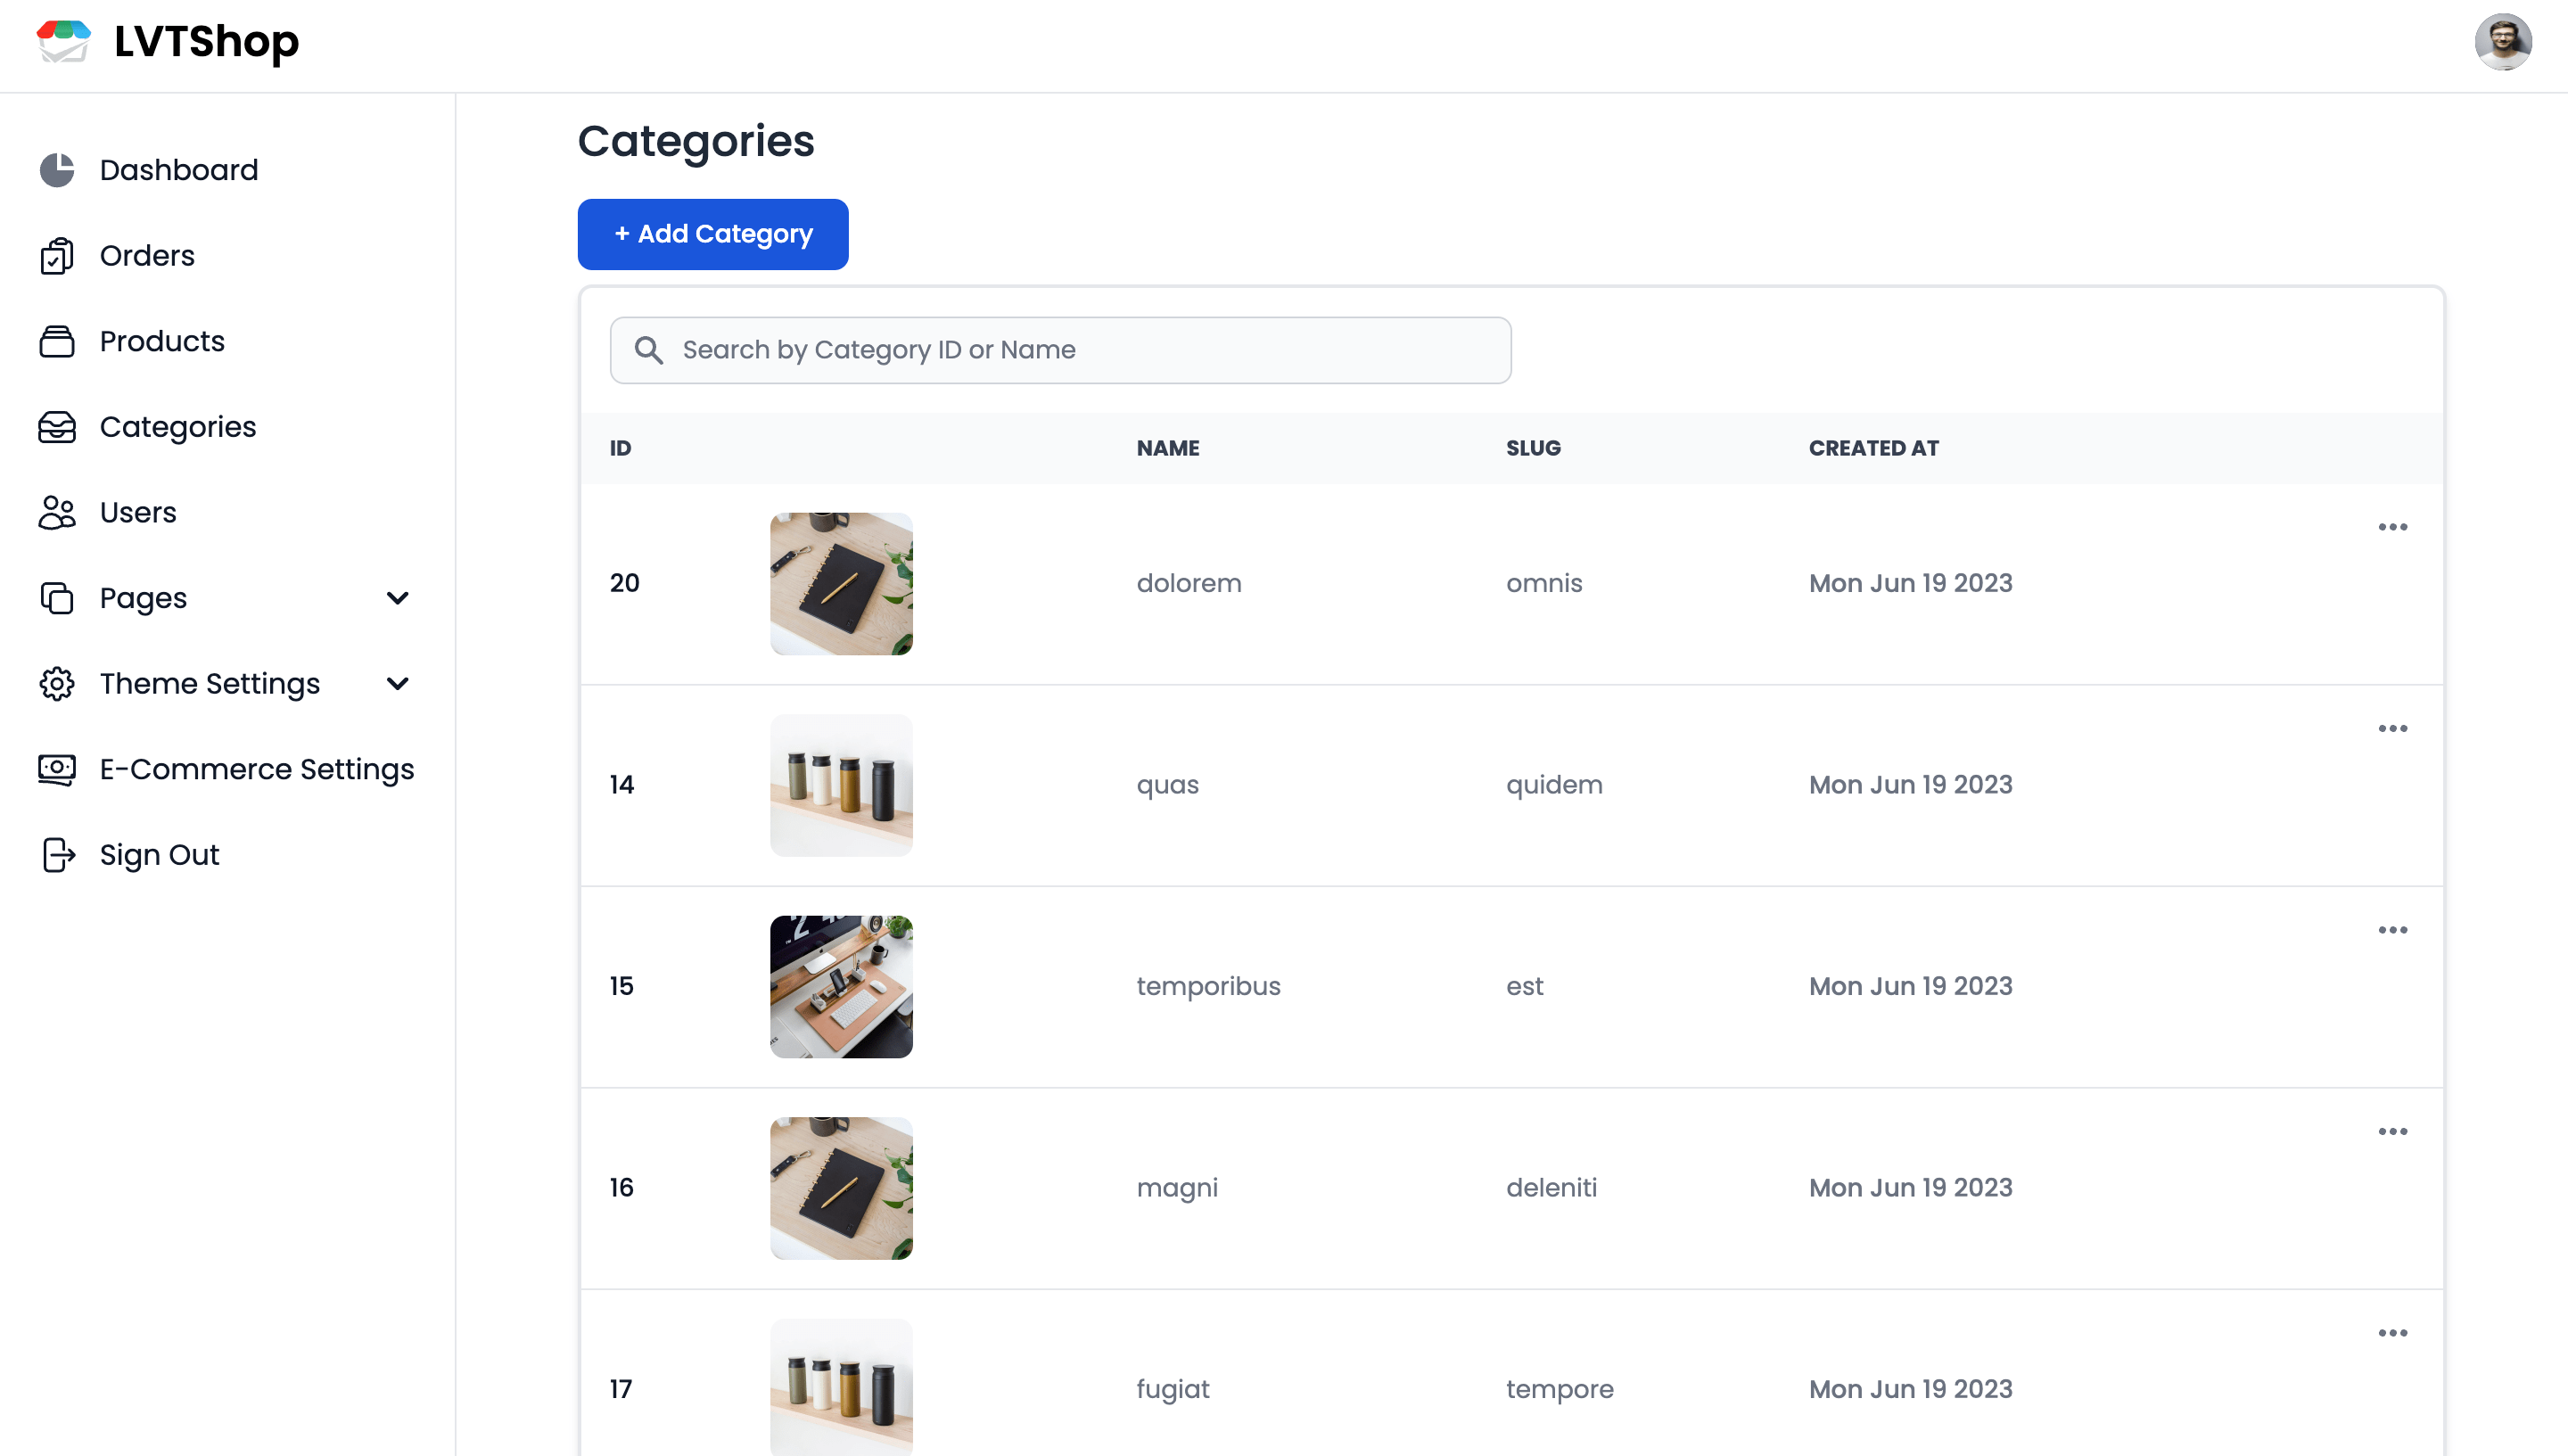 LVTShop
Dashboard
Orders
Products
Categories
Users
Pages
Theme Settings
E-Commerce Settings
Sign Out
Categories
+ Add Category
Search by Category ID or Name
ID NAME SLUG CREATED AT
20 dolorem omnis Mon Jun 19 2023
14 quas quidem Mon Jun 19 2023
15 temporibus est Mon Jun 19 2023
16 magni deleniti Mon Jun 19 2023
17 fugiat tempore Mon Jun 19 2023